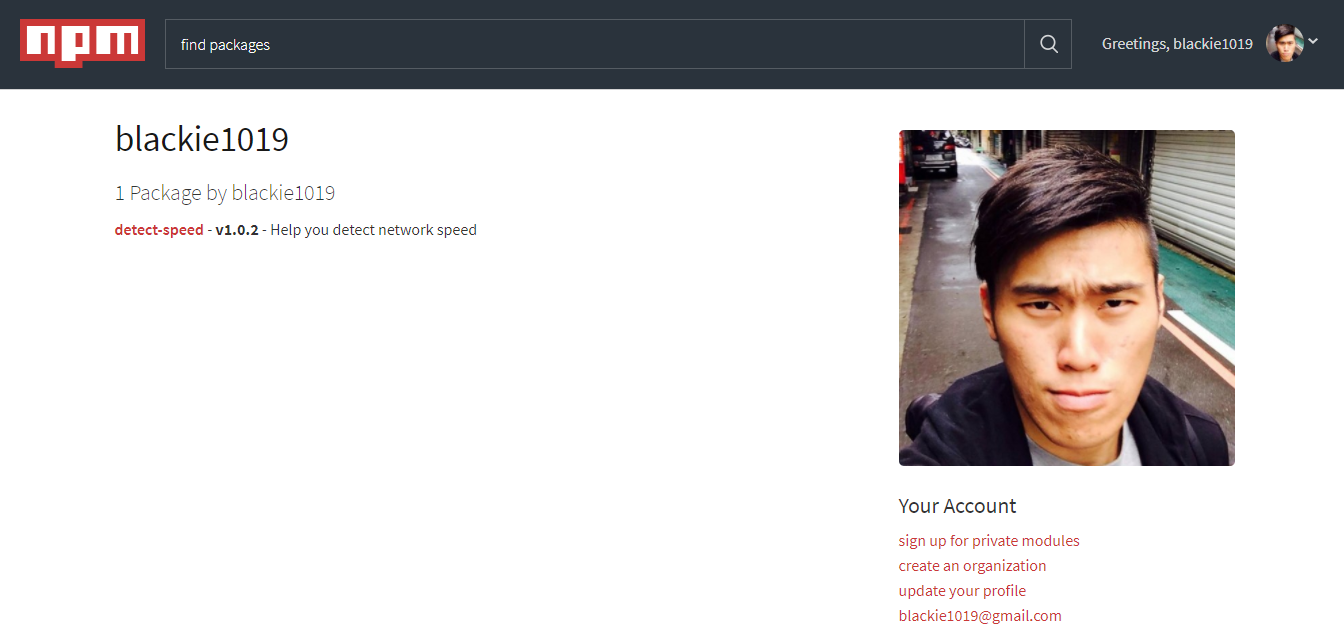 npm
find packages
Greetings, blackie1019
blackie1019
1 Package by blackie1019
detect-speed - v1.0.2 - Help you detect network speed
Your Account
sign up for private modules
create an organization
update your profile
blackie1019@gmail.com